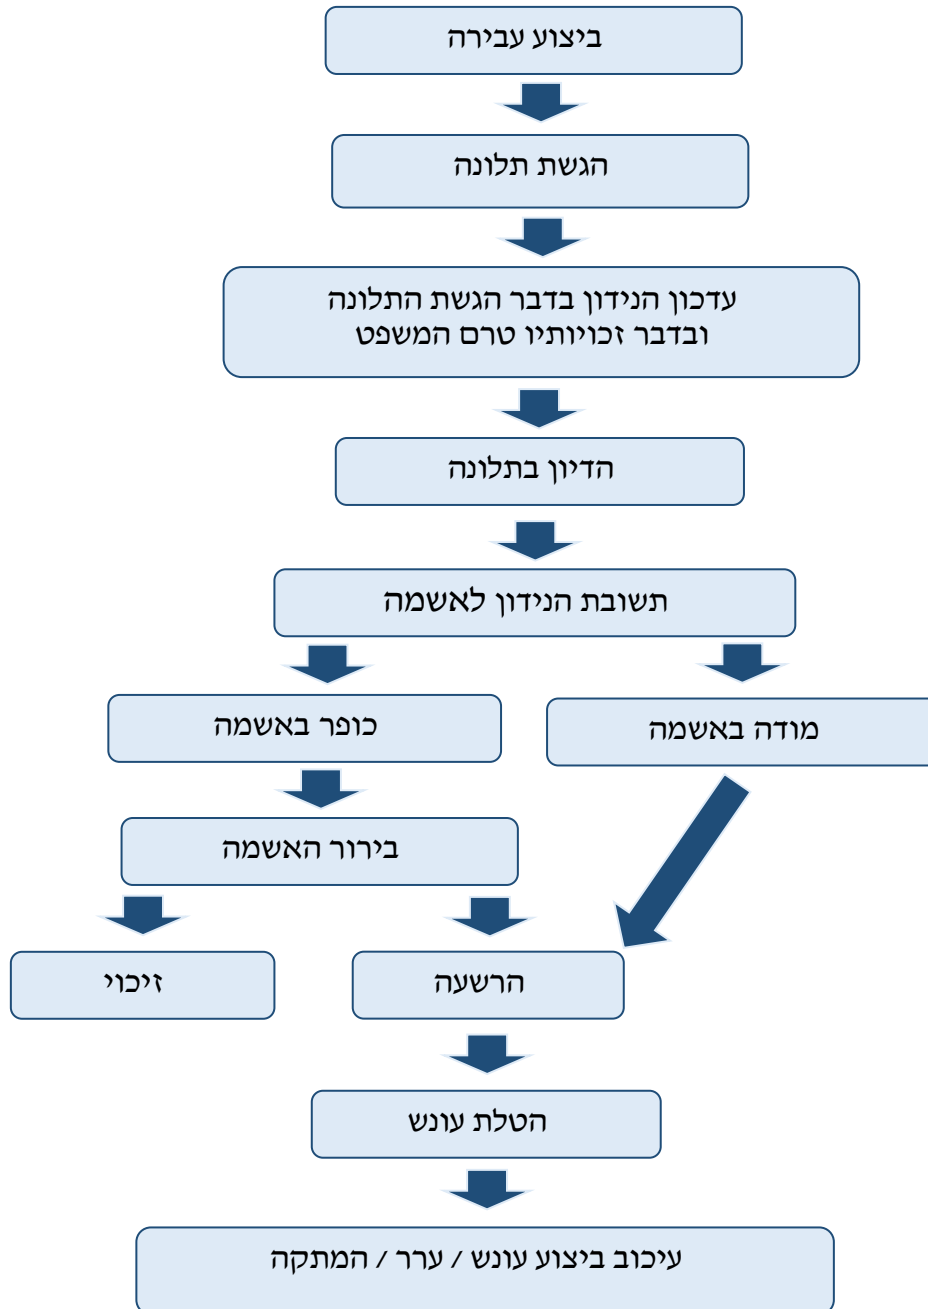 ביצוע עבירה
הגשת תלונה
עדכון הנידון בדבר הגשת התלונה
ובדבר זכויותיו טרם המשפט
הדיון בתלונה
תשובת הנידון לאשמה
מודה באשמה
כופר באשמה
בירור האשמה
הרשעה
זיכוי
הטלת עונש
עיכוב ביצוע עונש / ערר / המתקה